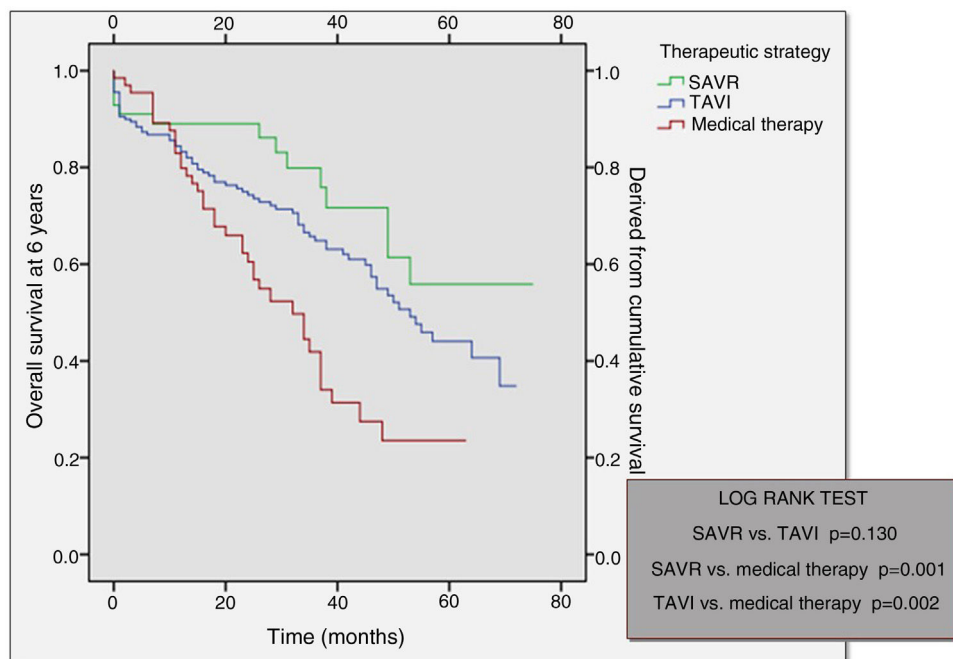 0 20 40 60 80
Therapeutic strategy
SAVR
TAVI
Medical therapy
1.0 1.0
0.8 0.8
0.6 0.6
0.4 0.4
0.2 0.2
0.0 0.0
Overall survival at 6 years
Derived from cumulative survival
0 20 40 60 80
Time (months)
LOG RANK TEST
SAVR vs. TAVI p=0.130
SAVR vs. medical therapy p=0.001
TAVI vs. medical therapy p=0.002